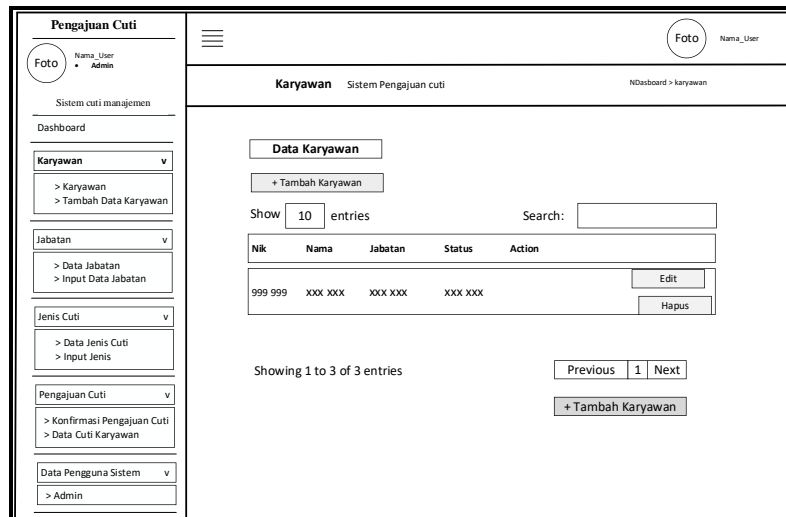 Pengajuan Cuti
Foto
Nama_User
• Admin
Sistem cuti manajemen
Dashboard
Karyawan v
> Karyawan
> Tambah Data Karyawan
Jabatan v
> Data Jabatan
> Input Data Jabatan
Jenis Cuti v
> Data Jenis Cuti
> Input Jenis
Pengajuan Cuti v
> Konfirmasi Pengajuan Cuti
> Data Cuti Karyawan
Data Pengguna Sistem v
> Admin
Foto
Nama_User
Karyawan Sistem Pengajuan cuti
NDasboard > karyawan
Data Karyawan
+ Tambah Karyawan
Show 10 entries Search:
Nik Nama Jabatan Status Action
999 999 XXX XXX XXX XXX XXX XXX
Edit
Hapus
Showing 1 to 3 of 3 entries
Previous 1 Next
+ Tambah Karyawan